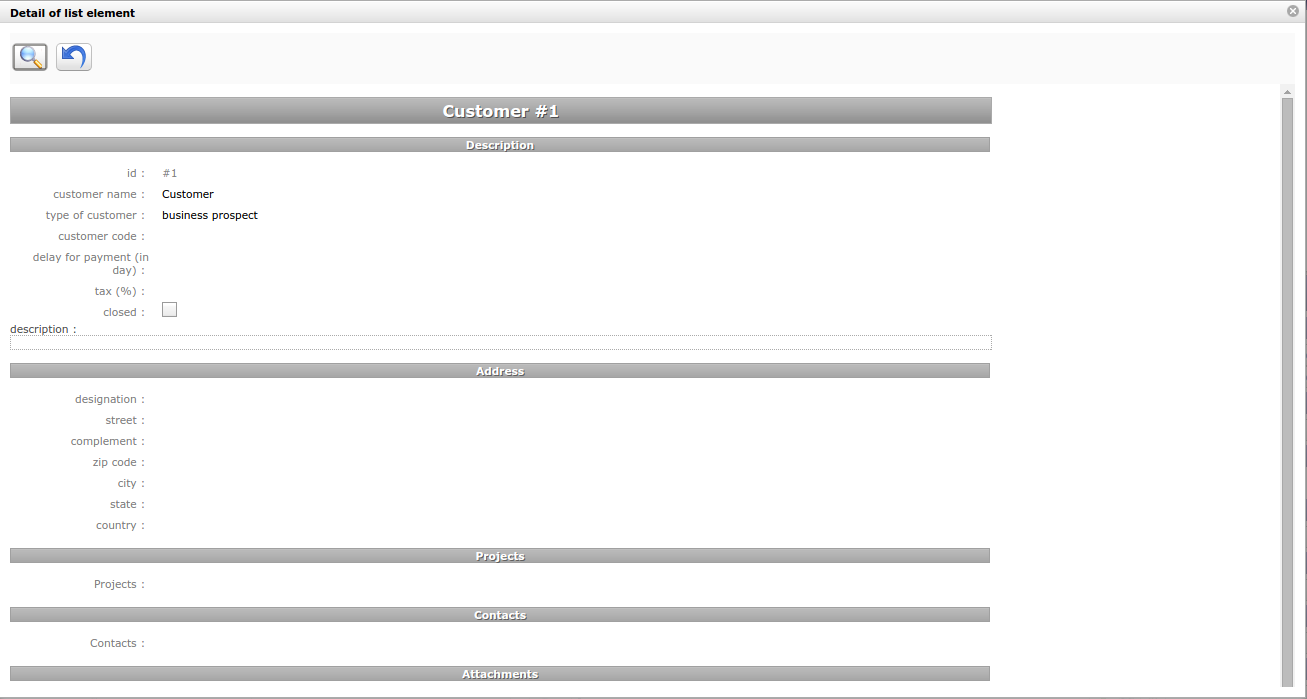 Detail of list element
Customer #1
Description
id : #1
customer name : Customer
type of customer : business prospect
customer code :
delay for payment (in
day) :
tax (%) :
closed :
description :
Address
designation :
street :
complement :
zip code :
city :
state :
country :
Projects
Projects :
Contacts
Contacts :
Attachments